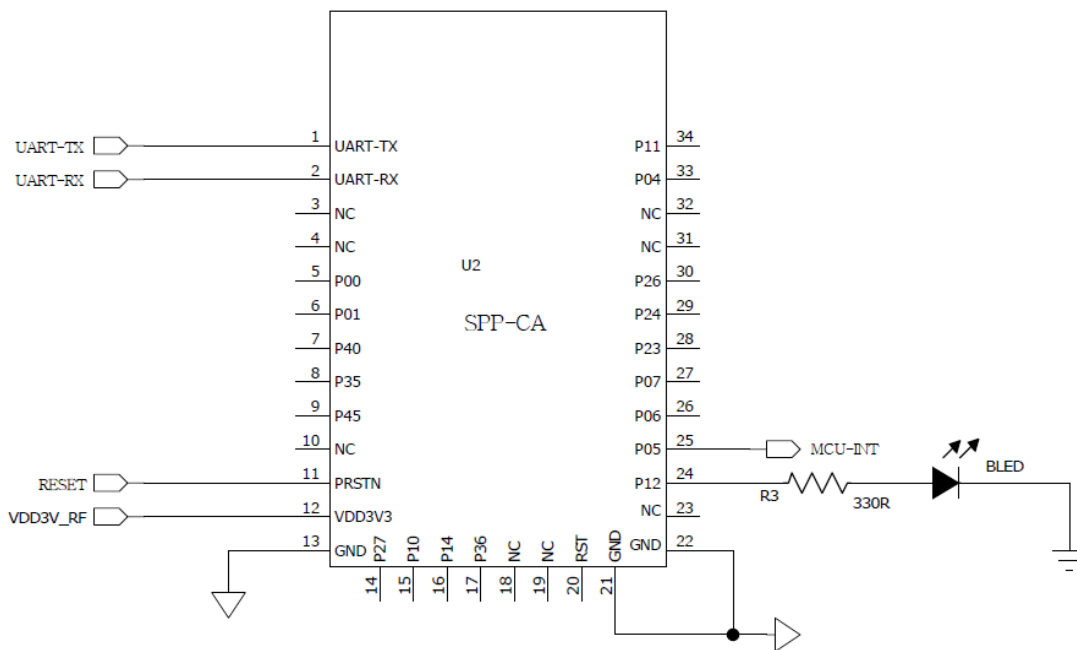 1 34
UART-TX UART-TX P11
2 33
UART-RX UART-RX P04
3 32
NC NC
4 31
NC NC
U2
5 30
P00 P26
6 29
P01 SPP-CA P24
7 28
P40 P23
8 27
P35 P07
9 26
P45 P06
10 25
NC P05 MCU-INT
11 24 BLED
RESET PRSTN P12
R3 330R
12 23
VDD3V_RF VDD3V3 NC
13 22
GND P27 P10 P14 P36 NC NC RST GND GND
14 15 16 17 18 19 20 21